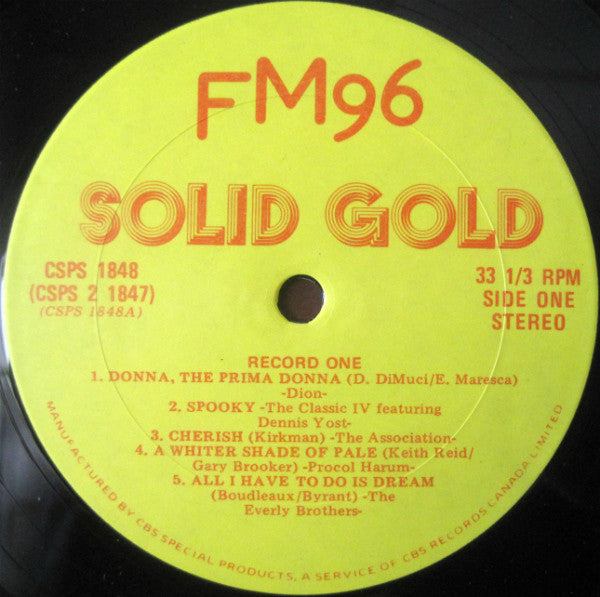 FM96
SOLID GOLD
CSPS 1848
(CSPS 2 1847)
(CSPS 1848A)
33 1/3 RPM
SIDE ONE
STEREO
RECORD ONE
1. DONNA, THE PRIMA DONNA (D. DiMuci/E. Maresca)
-Dion-
2. SPOOKY -The Classic IV featuring
Dennis Yost-
3. CHERISH (Kirkman) -The Association-
4. A WHITER SHADE OF PALE (Keith Reid/
Gary Brooker) -Procol Harum-
5. ALL I HAVE TO DO IS DREAM
(Boudleaux/Byrant) -The
Everly Brothers-
MANUFACTURED BY CBS SPECIAL PRODUCTS, A SERVICE OF CBS RECORDS CANADA LIMITED